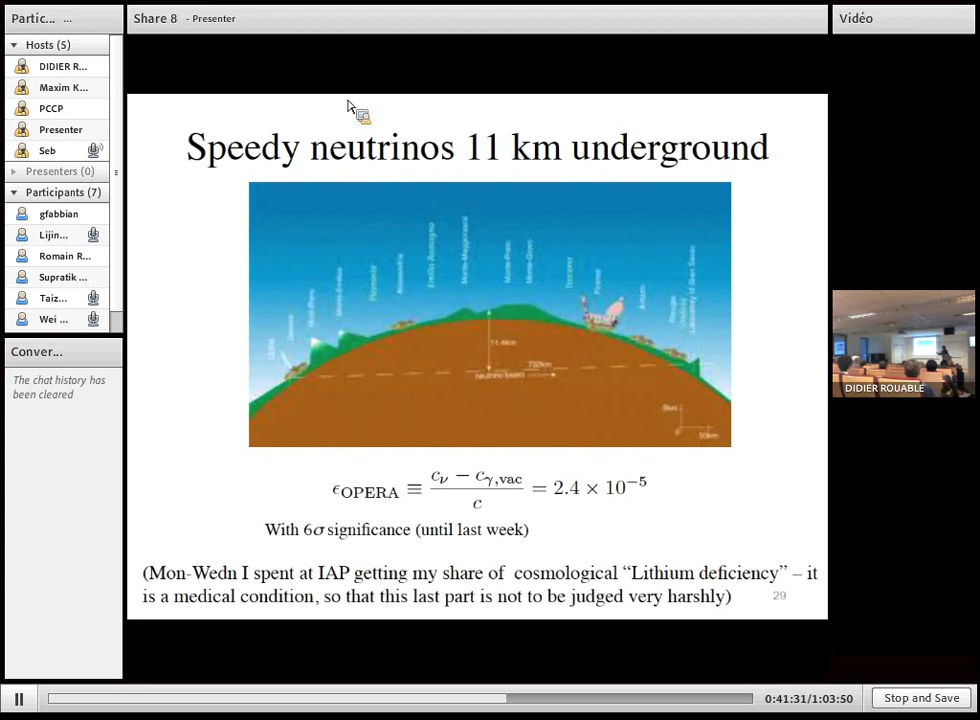 Partic... ...
Hosts (5)
DIDIER R...
Maxim K...
PCCP
Presenter
Seb
Presenters (0)
Participants (7)
gfabbian
Lijin...
Romain R...
Supratik ...
Taiz...
Wei ...
Conver...
The chat history has
been cleared
Share 8 - Presenter
Speedy neutrinos 11 km underground
732km
neutrino beam
ϵOPERA ≡ (cν − cγ,vac) / c = 2.4 × 10⁻⁵
With 6σ significance (until last week)
(Mon-Wedn I spent at IAP getting my share of cosmological “Lithium deficiency” – it
is a medical condition, so that this last part is not to be judged very harshly)
29
Vidéo
DIDIER ROUABLE
0:41:31/1:03:50
Stop and Save